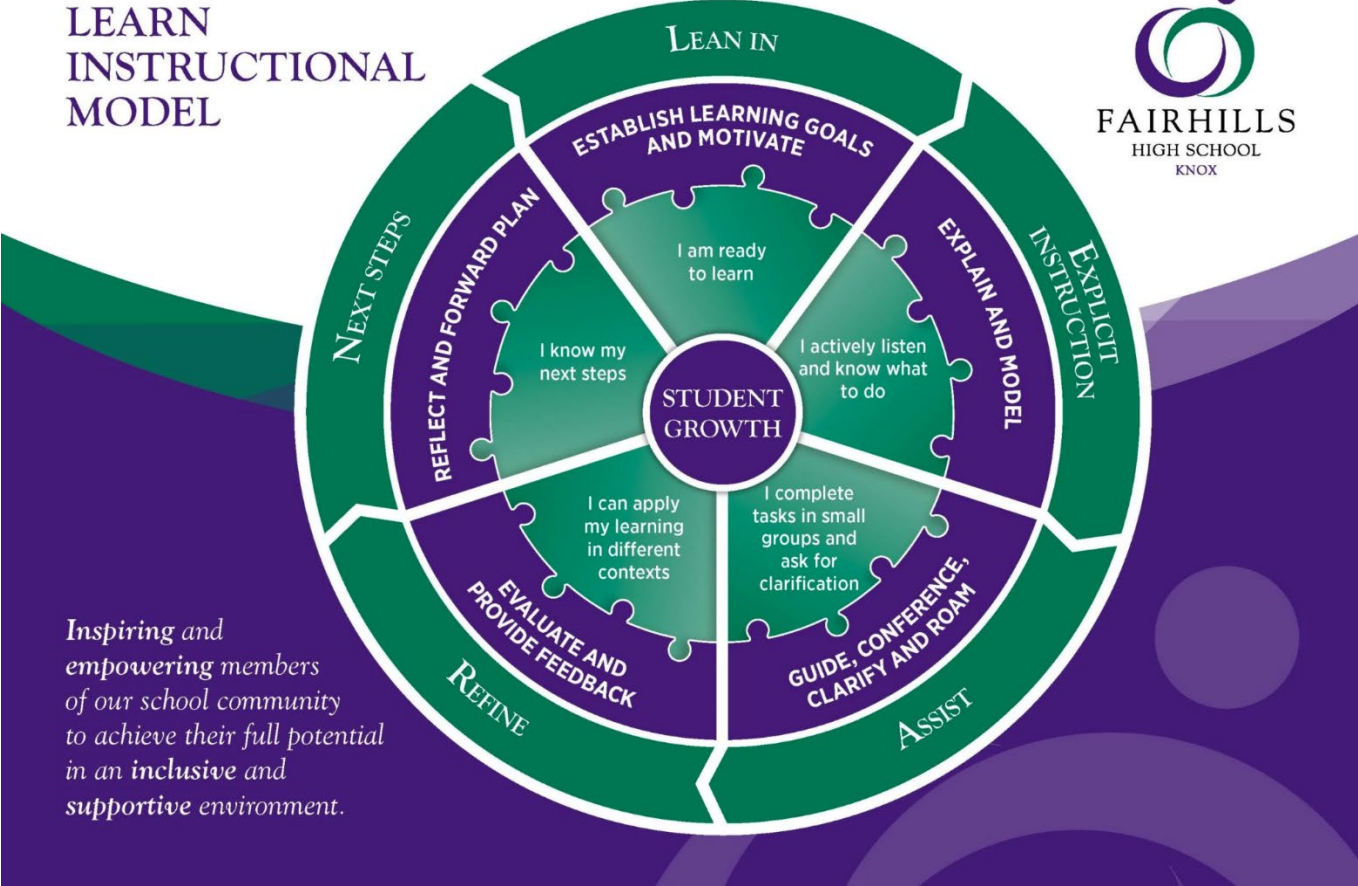 LEARN
INSTRUCTIONAL
MODEL
FAIRHILLS
HIGH SCHOOL
KNOX
LEAN IN
ESTABLISH LEARNING GOALS
AND MOTIVATE
I am ready
to learn
EXPLICIT
INSTRUCTION
EXPLAIN AND MODEL
I actively listen
and know what
to do
ASSIST
GUIDE, CONFERENCE,
CLARIFY AND ROAM
I complete
tasks in small
groups and
ask for
clarification
REFINE
EVALUATE AND
PROVIDE FEEDBACK
I can apply
my learning
in different
contexts
NEXT STEPS
REFLECT AND FORWARD PLAN
I know my
next steps
STUDENT
GROWTH
Inspiring and
empowering members
of our school community
to achieve their full potential
in an inclusive and
supportive environment.